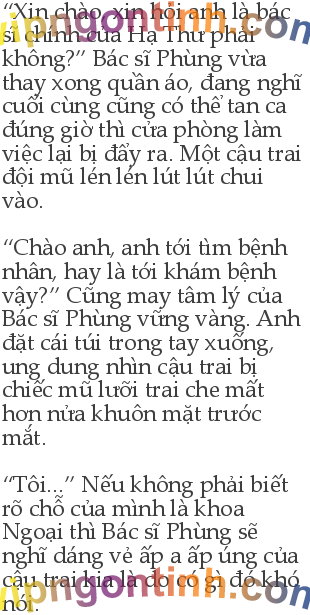 “Xin chào, xin hỏi anh là bác
sĩ chính của Hạ Thư phải
không?” Bác sĩ Phùng vừa
thay xong quần áo, đang nghĩ
cuối cùng cũng có thể tan ca
đúng giờ thì cửa phòng làm
việc lại bị đẩy ra. Một cậu trai
đội mũ lén lén lút lút chui
vào.
“Chào anh, anh tới tìm bệnh
nhân, hay là tới khám bệnh
vậy?” Cũng may tâm lý của
Bác sĩ Phùng vững vàng. Anh
đặt cái túi trong tay xuống,
ung dung nhìn cậu trai bị
chiếc mũ lưỡi trai che mất
hơn nửa khuôn mặt trước
mắt.
“Tôi...” Nếu không phải biết
rõ chỗ của mình là khoa
Ngoại thì Bác sĩ Phùng sẽ
nghĩ dáng vẻ ấp a ấp úng của
cậu trai kia là do có gì đó khó
nói.
vipngontinh.com
vipngontinh.com